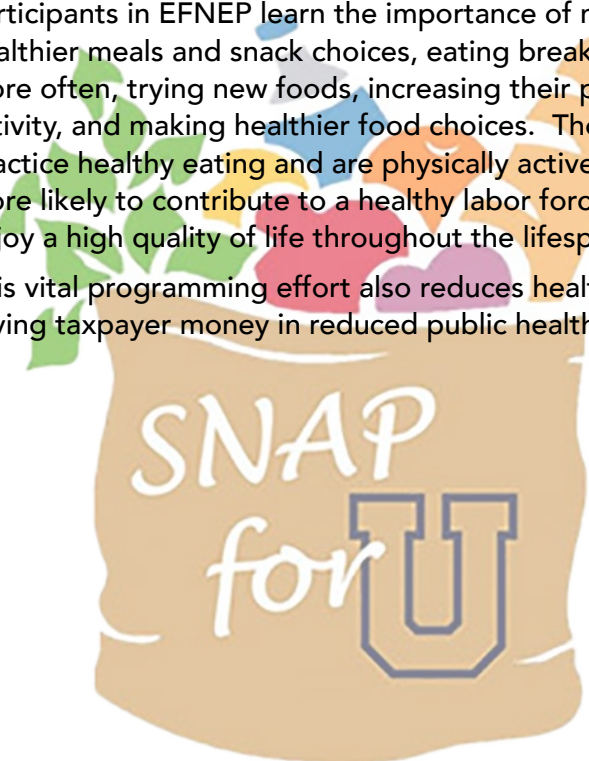 rticipants in EFNEP learn the importance of
althier meals and snack choices, eating break
ore often, trying new foods, increasing their p
tivity, and making healthier food choices. The
actice healthy eating and are physically active
ore likely to contribute to a healthy labor forc
joy a high quality of life throughout the lifesp
is vital programming effort also reduces heal
ving taxpayer money in reduced public health
SNAP
for U